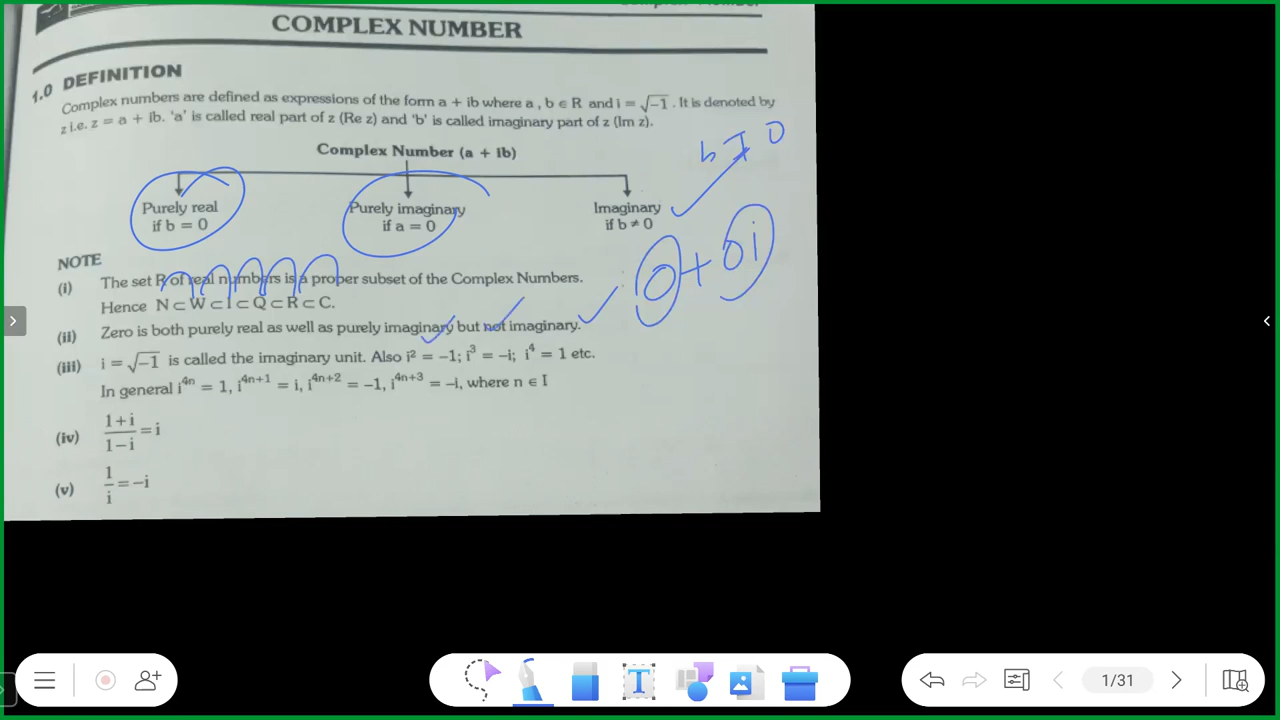 COMPLEX NUMBER
1.0 DEFINITION
Complex numbers are defined as expressions of the form a + ib where a , b ∈ R and i = √−1 . It is denoted by
z i.e. z = a + ib. 'a' is called real part of z (Re z) and 'b' is called imaginary part of z (Im z).
Complex Number (a + ib)
b ≠ 0
Purely real
if b = 0
Purely imaginary
if a = 0
Imaginary
if b ≠ 0
0 + 0i
NOTE
(i) The set R of real numbers is a proper subset of the Complex Numbers.
Hence N ⊂ W ⊂ I ⊂ Q ⊂ R ⊂ C.
(ii) Zero is both purely real as well as purely imaginary but not imaginary.
(iii) i = √−1 is called the imaginary unit. Also i² = −1; i³ = −i; i⁴ = 1 etc.
In general i⁴ⁿ = 1, i⁴ⁿ⁺¹ = i, i⁴ⁿ⁺² = −1, i⁴ⁿ⁺³ = −i, where n ∈ I
(iv) (1+i)/(1−i) = i
(v) 1/i = −i
T
1/31